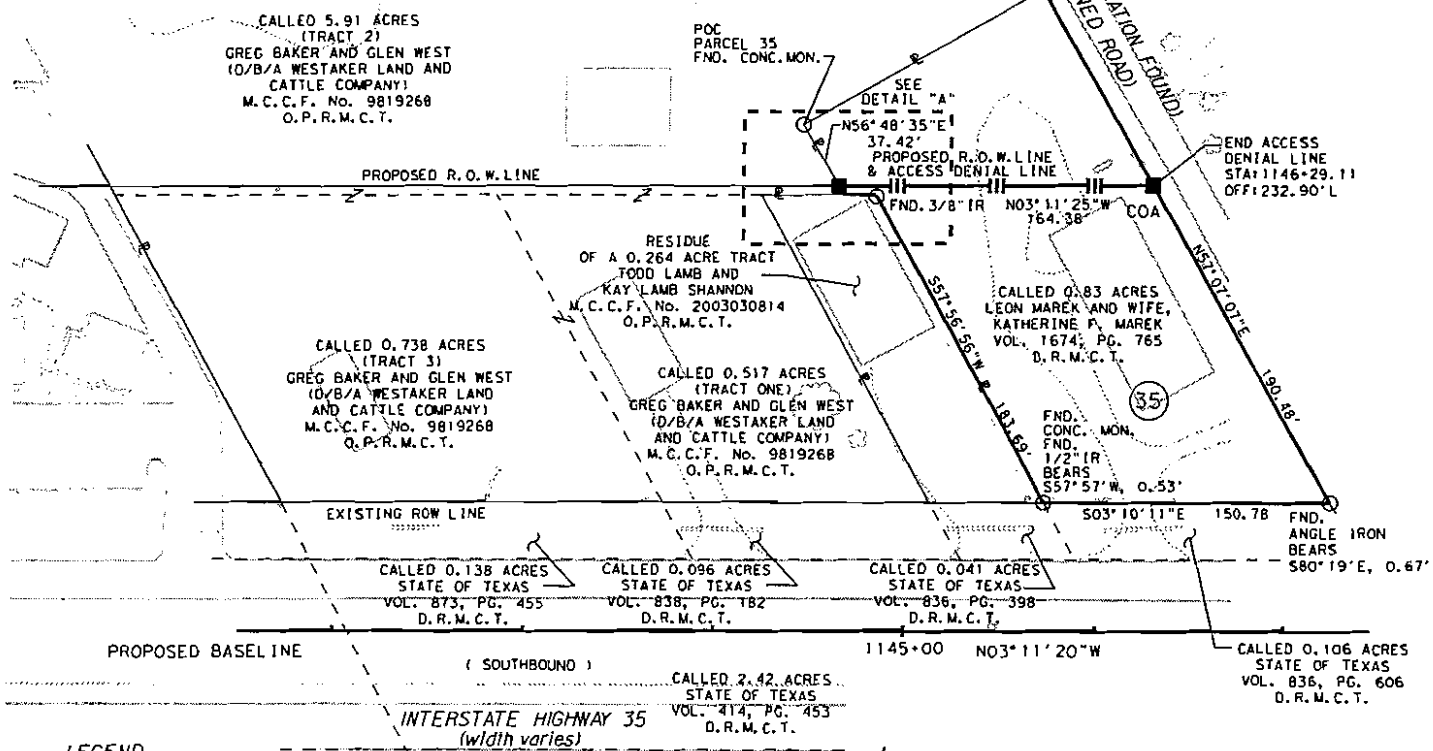 CALLED 5.91 ACRES
(TRACT 2)
GREG BAKER AND GLEN WEST
(D/B/A WESTAKER LAND AND
CATTLE COMPANY)
M.C.C.F. No. 9819268
O.P.R.M.C.T.
POC
PARCEL 35
FND. CONC. MON.
SEE
DETAIL "A"
N56°48'35"E
37.42'
PROPOSED R.O.W. LINE
& ACCESS DENIAL LINE
ATION FOUND)
NED ROAD)
END ACCESS
DENIAL LINE
STA:1146+29.11
OFF:232.90'L
PROPOSED R.O.W. LINE
FND. 3/8" IR
N03°11'25"W
164.38'
COA
RESIDUE
OF A 0.264 ACRE TRACT
TODD LAMB AND
KAY LAMB SHANNON
M.C.C.F. No. 2003030814
O.P.R.M.C.T.
CALLED 0.83 ACRES
LEON MAREK AND WIFE,
KATHERINE P. MAREK
VOL. 1674, PG. 765
D.R.M.C.T.
N57°07'07"E
190.48'
S57°56'56"W
183.69'
35
CALLED 0.738 ACRES
(TRACT 3)
GREG BAKER AND GLEN WEST
(D/B/A WESTAKER LAND
AND CATTLE COMPANY)
M.C.C.F. No. 9819268
O.P.R.M.C.T.
CALLED 0.517 ACRES
(TRACT ONE)
GREG BAKER AND GLEN WEST
(D/B/A WESTAKER LAND
AND CATTLE COMPANY)
M.C.C.F. No. 9819268
O.P.R.M.C.T.
FND.
CONC. MON.
FND.
1/2" IR
BEARS
S57°57'W, 0.53'
EXISTING ROW LINE
S03°10'11"E 150.78
FND.
ANGLE IRON
BEARS
S80°19'E, 0.67'
CALLED 0.138 ACRES
STATE OF TEXAS
VOL. 873, PG. 455
D.R.M.C.T.
CALLED 0.096 ACRES
STATE OF TEXAS
VOL. 838, PG. 182
D.R.M.C.T.
CALLED 0.041 ACRES
STATE OF TEXAS
VOL. 836, PG. 398
D.R.M.C.T.
PROPOSED BASELINE
( SOUTHBOUND )
1145+00 N03°11'20"W
CALLED 0.106 ACRES
STATE OF TEXAS
VOL. 836, PG. 606
D.R.M.C.T.
CALLED 2.42 ACRES
STATE OF TEXAS
VOL. 414, PG. 453
D.R.M.C.T.
INTERSTATE HIGHWAY 35
(width varies)
LEGEND